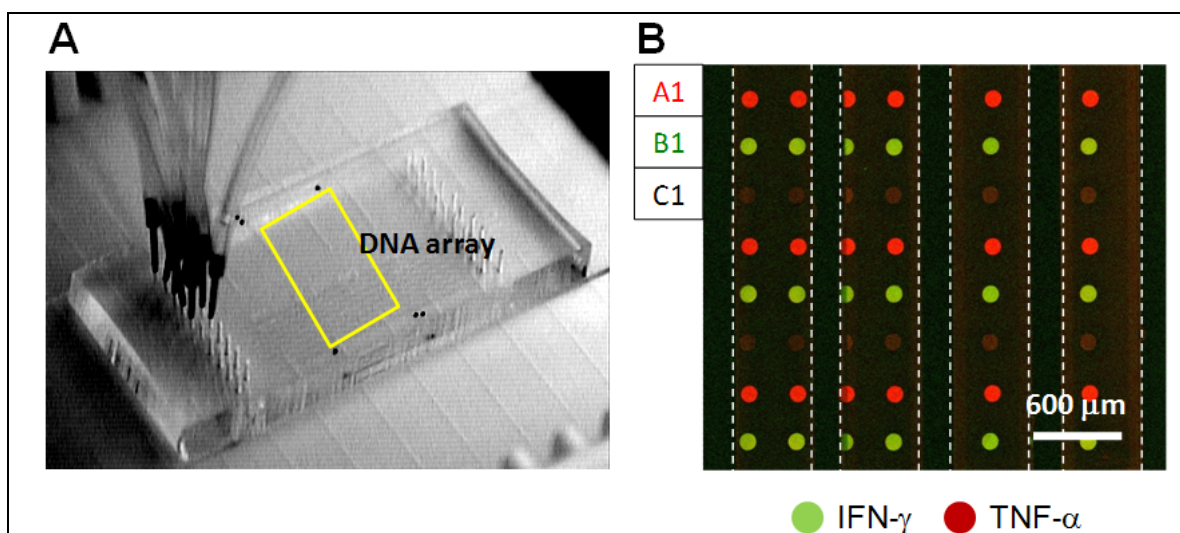 A
B
DNA array
A1
B1
C1
600 μm
IFN-γ
TNF-α